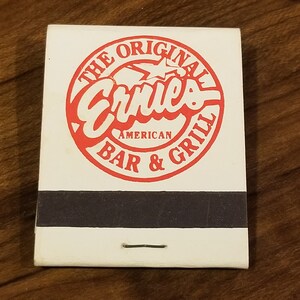 THE ORIGINAL
Ernie's
AMERICAN
BAR & GRILL